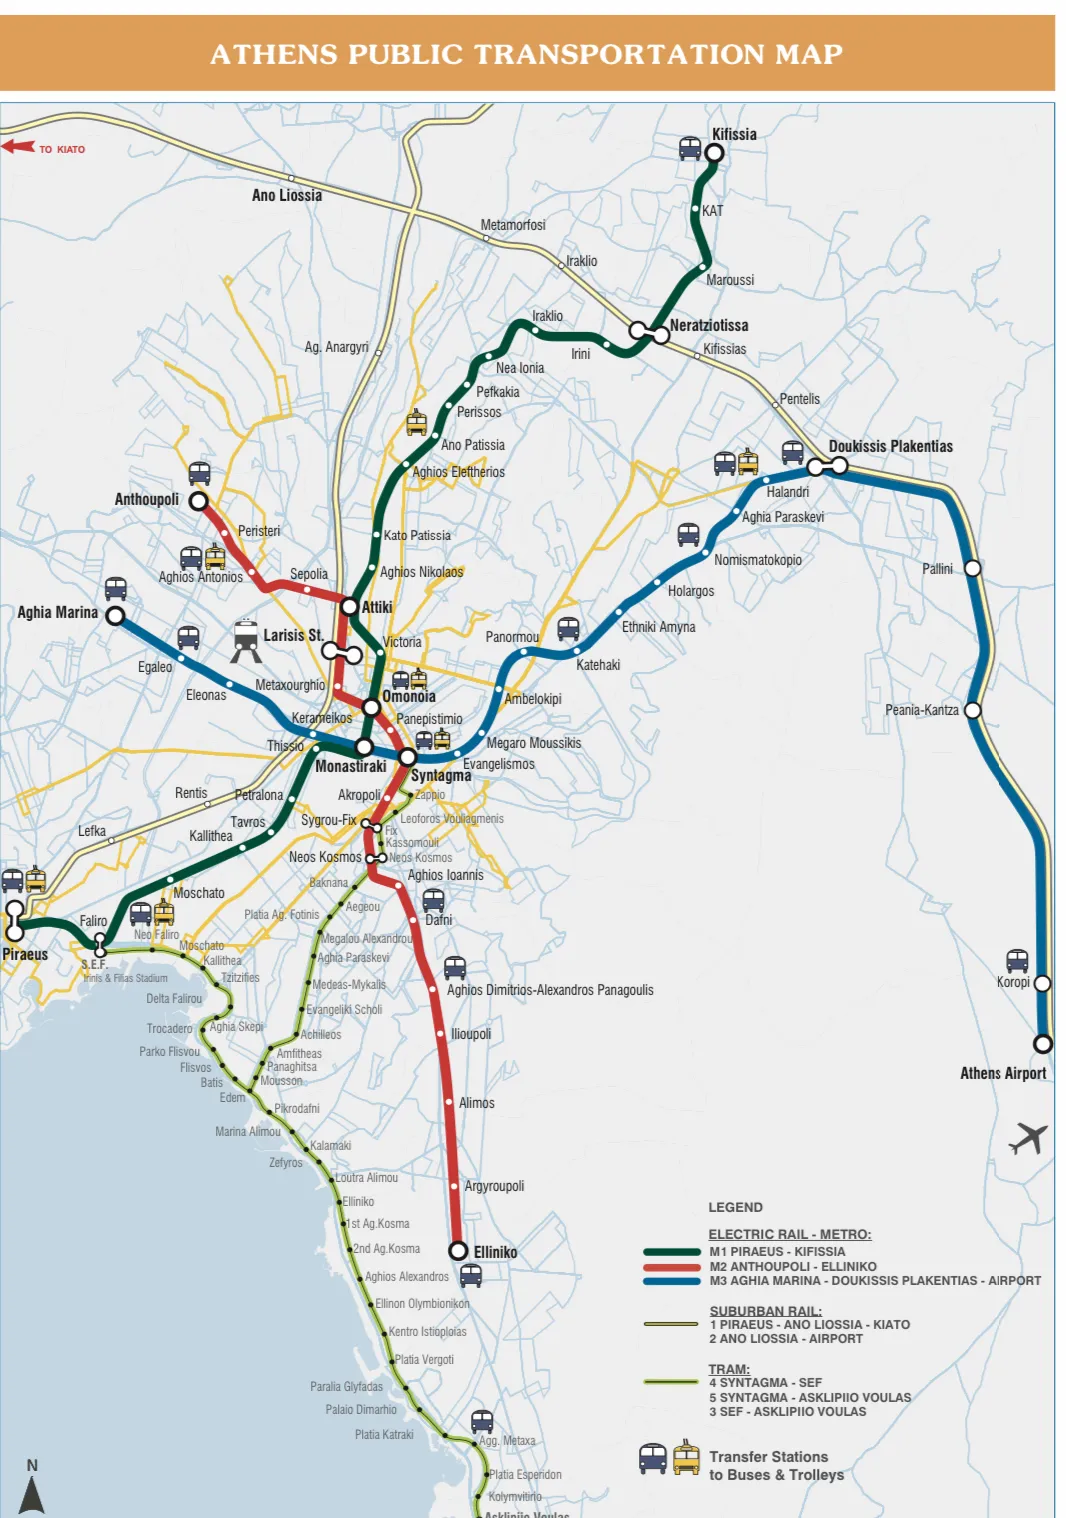 ATHENS PUBLIC TRANSPORTATION MAP
TO KIATO
Kifissia
Ano Liossia
KAT
Metamorfosi
Iraklio
Maroussi
Iraklio
Neratziotissa
Ag. Anargyri
Irini
Kifissias
Nea Ionia
Pefkakia
Pentelis
Perissos
Ano Patissia
Doukissis Plakentias
Aghios Eleftherios
Halandri
Anthoupoli
Aghia Paraskevi
Peristeri
Kato Patissia
Nomismatokopio
Pallini
Aghios Antonios
Sepolia
Aghios Nikolaos
Holargos
Aghia Marina
Attiki
Ethniki Amyna
Larisis St.
Victoria
Panormou
Egaleo
Katehaki
Eleonas
Metaxourghio
Omonoia
Ambelokipi
Peania-Kantza
Kerameikos
Panepistimio
Thissio
Megaro Moussikis
Monastiraki
Syntagma
Evangelismos
Rentis
Petralona
Akropoli
Zappio
Tavros
Sygrou-Fix
Leoforos Vouliagmenis
Lefka
Kallithea
Fix
Kassomouli
Neos Kosmos
Neos Kosmos
Aghios Ioannis
Moschato
Baknana
Faliro
Aegeou
Platia Ag. Fotinis
Dafni
Neo Faliro
Megalou Alexandrou
Piraeus
Moschato
S.E.F.
Irinis & Filias Stadium
Kallithea
Aghia Paraskevi
Tzitzifies
Medeas-Mykalis
Aghios Dimitrios-Alexandros Panagoulis
Koropi
Delta Falirou
Evangeliki Scholi
Trocadero
Aghia Skepi
Achilleos
Ilioupoli
Parko Flisvou
Amfitheas
Flisvos
Panaghitsa
Batis
Mousson
Athens Airport
Edem
Pikrodafni
Alimos
Marina Alimou
Kalamaki
Zefyros
Loutra Alimou
Argyroupoli
Elliniko
1st Ag.Kosma
2nd Ag.Kosma
Elliniko
Aghios Alexandros
Ellinon Olymbionikon
Kentro Istioploias
Platia Vergoti
Paralia Glyfadas
Palaio Dimarhio
Platia Katraki
Agg. Metaxa
Platia Esperidon
Kolymvitirio
Asklipiio Voulas
N
LEGEND
ELECTRIC RAIL - METRO:
M1 PIRAEUS - KIFISSIA
M2 ANTHOUPOLI - ELLINIKO
M3 AGHIA MARINA - DOUKISSIS PLAKENTIAS - AIRPORT
SUBURBAN RAIL:
1 PIRAEUS - ANO LIOSSIA - KIATO
2 ANO LIOSSIA - AIRPORT
TRAM:
4 SYNTAGMA - SEF
5 SYNTAGMA - ASKLIPIIO VOULAS
3 SEF - ASKLIPIIO VOULAS
Transfer Stations
to Buses & Trolleys